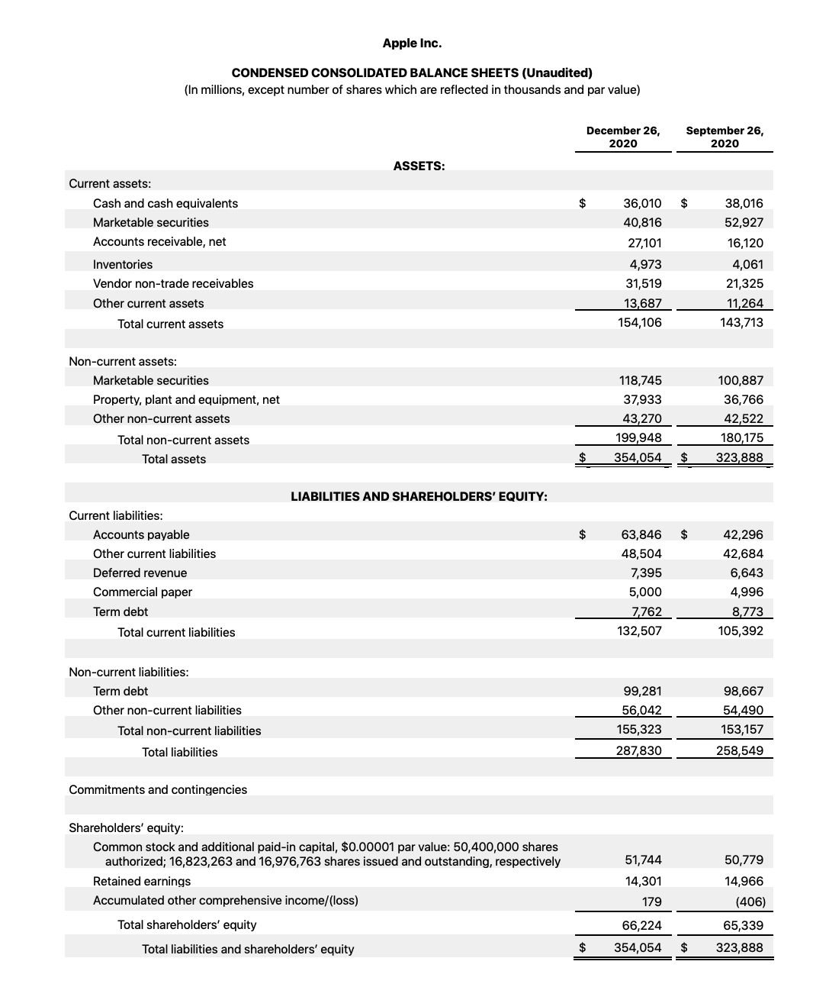 Apple Inc.
CONDENSED CONSOLIDATED BALANCE SHEETS (Unaudited)
(In millions, except number of shares which are reflected in thousands and par value)
December 26, 2020 September 26, 2020
ASSETS:
Current assets:
Cash and cash equivalents $ 36,010 $ 38,016
Marketable securities 40,816 52,927
Accounts receivable, net 27,101 16,120
Inventories 4,973 4,061
Vendor non-trade receivables 31,519 21,325
Other current assets 13,687 11,264
Total current assets 154,106 143,713
Non-current assets:
Marketable securities 118,745 100,887
Property, plant and equipment, net 37,933 36,766
Other non-current assets 43,270 42,522
Total non-current assets 199,948 180,175
Total assets $ 354,054 $ 323,888
LIABILITIES AND SHAREHOLDERS’ EQUITY:
Current liabilities:
Accounts payable $ 63,846 $ 42,296
Other current liabilities 48,504 42,684
Deferred revenue 7,395 6,643
Commercial paper 5,000 4,996
Term debt 7,762 8,773
Total current liabilities 132,507 105,392
Non-current liabilities:
Term debt 99,281 98,667
Other non-current liabilities 56,042 54,490
Total non-current liabilities 155,323 153,157
Total liabilities 287,830 258,549
Commitments and contingencies
Shareholders’ equity:
Common stock and additional paid-in capital, $0.00001 par value: 50,400,000 shares
authorized; 16,823,263 and 16,976,763 shares issued and outstanding, respectively 51,744 50,779
Retained earnings 14,301 14,966
Accumulated other comprehensive income/(loss) 179 (406)
Total shareholders’ equity 66,224 65,339
Total liabilities and shareholders’ equity $ 354,054 $ 323,888